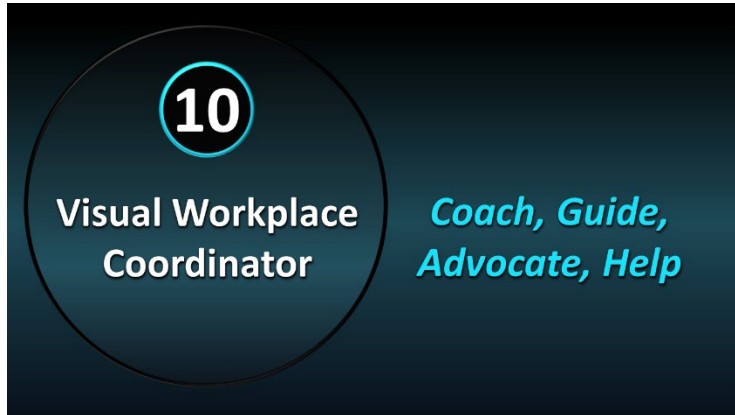 10
Visual Workplace
Coordinator
Coach, Guide,
Advocate, Help